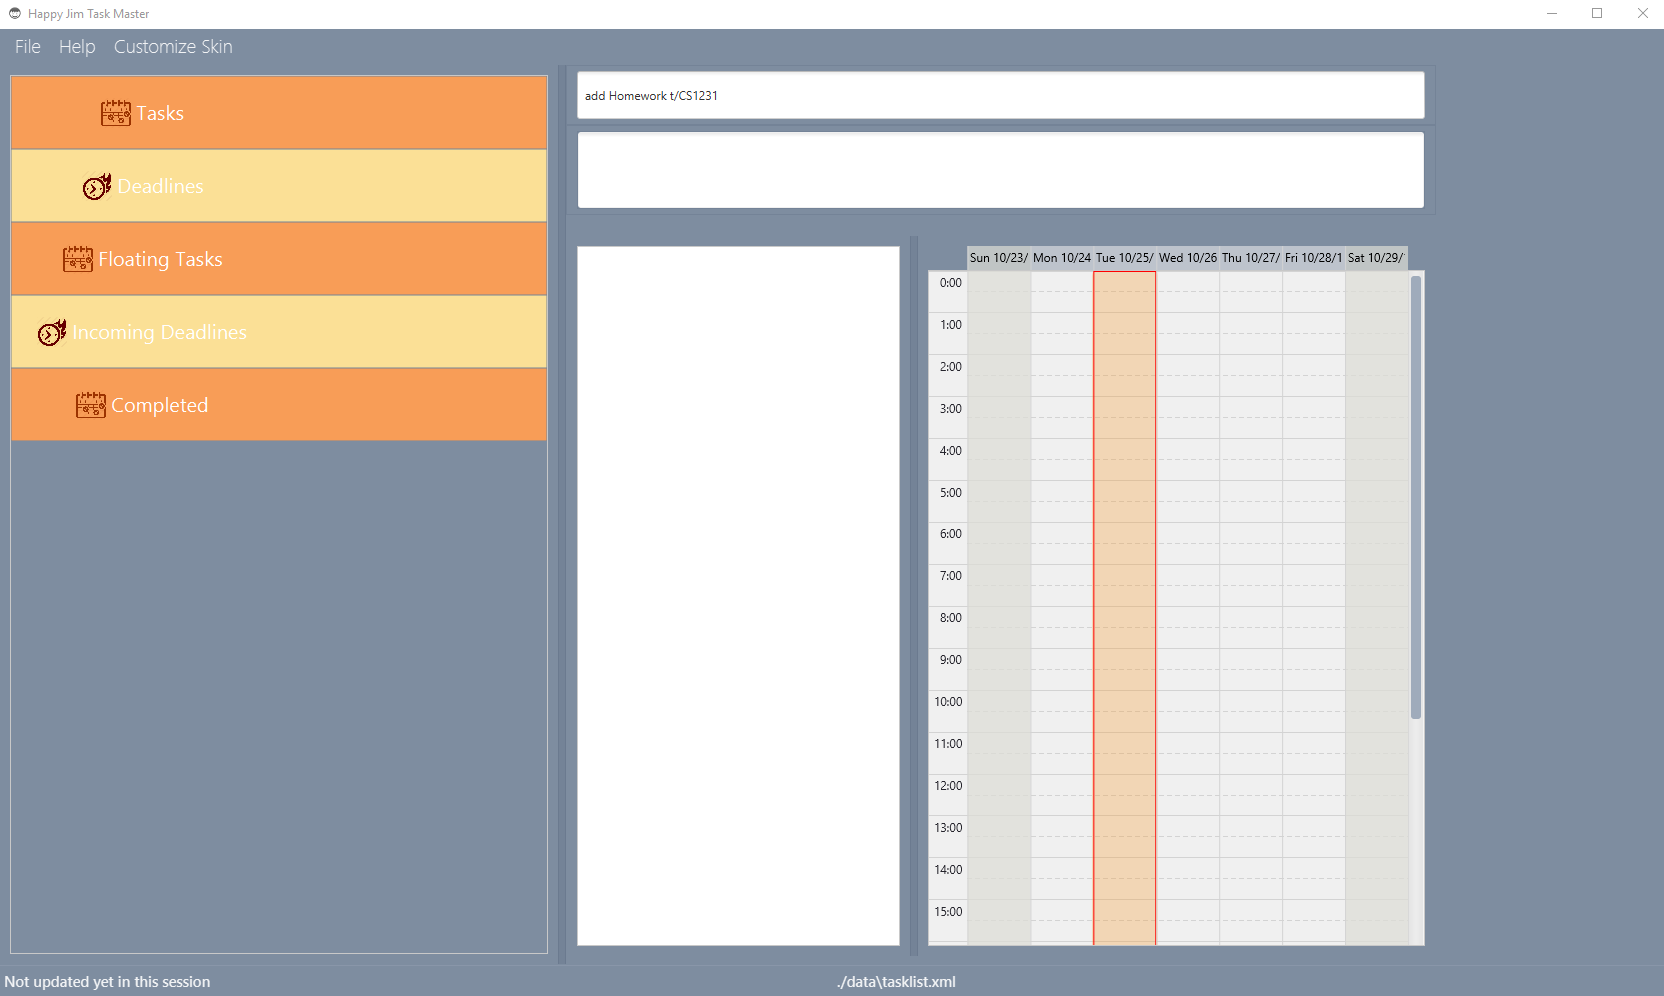 Happy Jim Task Master
File Help Customize Skin
Tasks
Deadlines
Floating Tasks
Incoming Deadlines
Completed
add Homework t/CS1231
Sun 10/23/ Mon 10/24 Tue 10/25/ Wed 10/26 Thu 10/27/ Fri 10/28/1 Sat 10/29/
0:00
1:00
2:00
3:00
4:00
5:00
6:00
7:00
8:00
9:00
10:00
11:00
12:00
13:00
14:00
15:00
Not updated yet in this session
./data\tasklist.xml